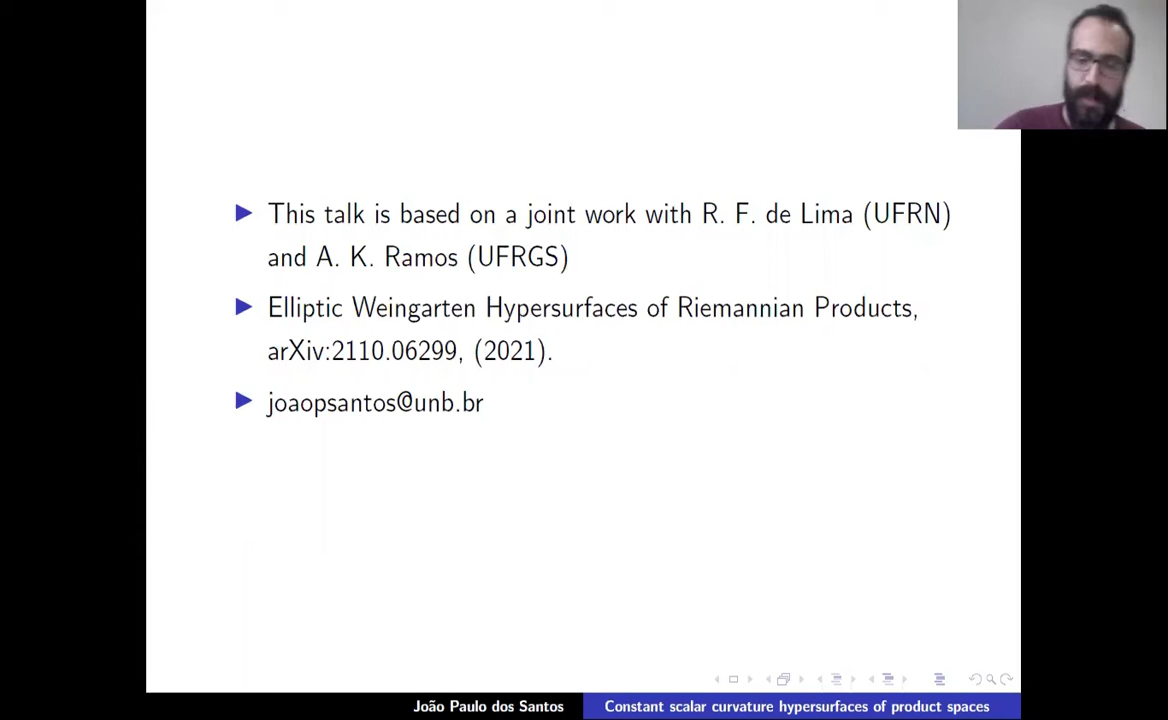 This talk is based on a joint work with R. F. de Lima (UFRN)
and A. K. Ramos (UFRGS)
Elliptic Weingarten Hypersurfaces of Riemannian Products,
arXiv:2110.06299, (2021).
joaopsantos@unb.br
João Paulo dos Santos
Constant scalar curvature hypersurfaces of product spaces